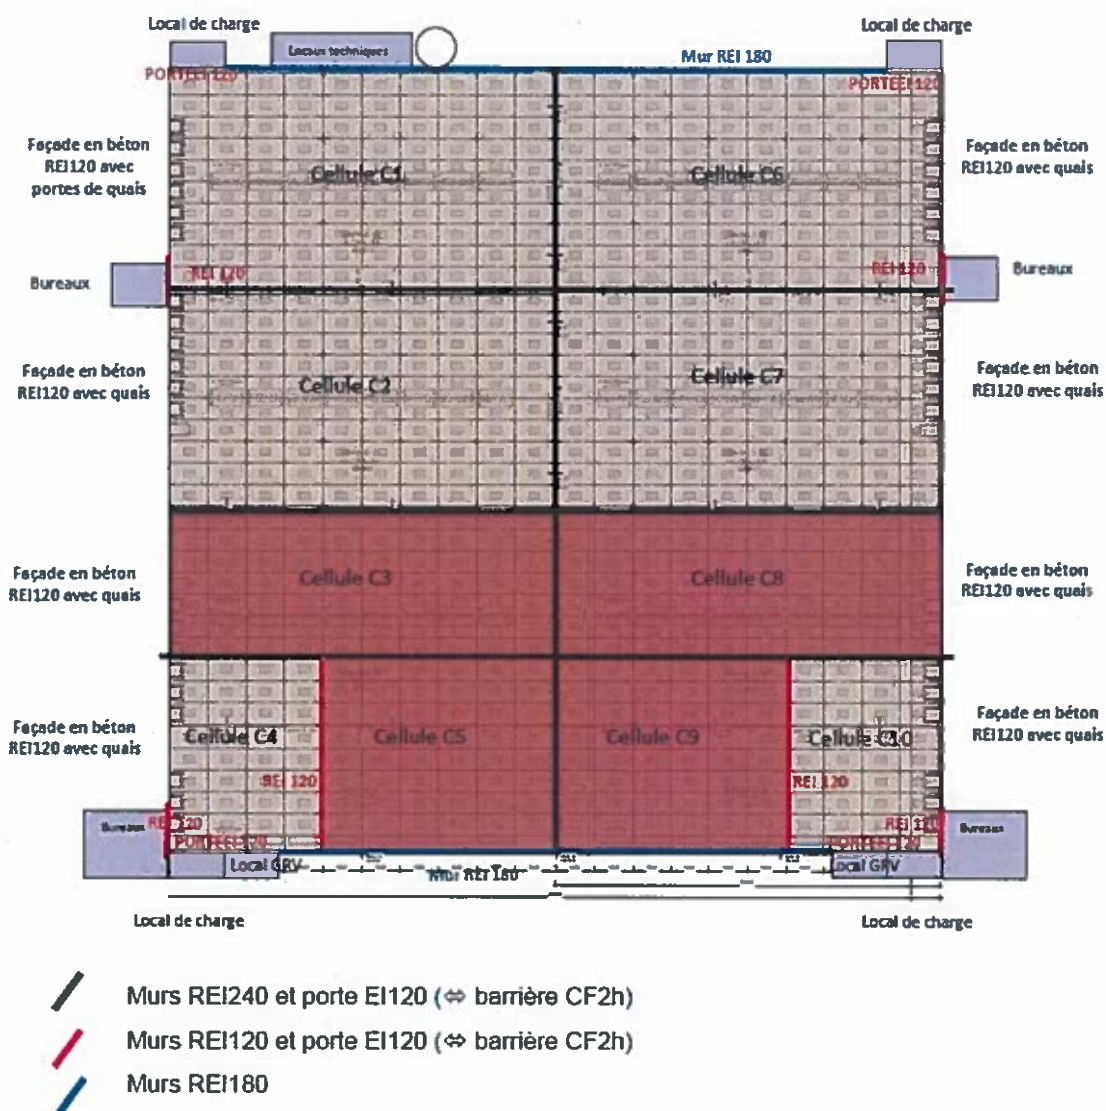 Local de charge
Local de charge
Locaux techniques
Mur REI 180
PORTE EI 120
PORTE EI 120
Façade en béton
REI120 avec
portes de quais
Façade en béton
REI120 avec quais
Cellule C1
Cellule C6
REI 120
REI 120
Bureaux
Bureaux
Façade en béton
REI120 avec quais
Façade en béton
REI120 avec quais
Cellule C2
Cellule C7
Façade en béton
REI120 avec quais
Façade en béton
REI120 avec quais
Cellule C3
Cellule C8
Façade en béton
REI120 avec quais
Façade en béton
REI120 avec quais
Cellule C4
Cellule C5
Cellule C9
Cellule C10
REI 120
REI 120
Bureaux
REI 120
REI 120
Bureaux
PORTE EI 120
PORTE EI 120
Local GRV
Mur REI 180
Local GRV
Local de charge
Local de charge
Murs REI240 et porte EI120 (⇔ barrière CF2h)
Murs REI120 et porte EI120 (⇔ barrière CF2h)
Murs REI180